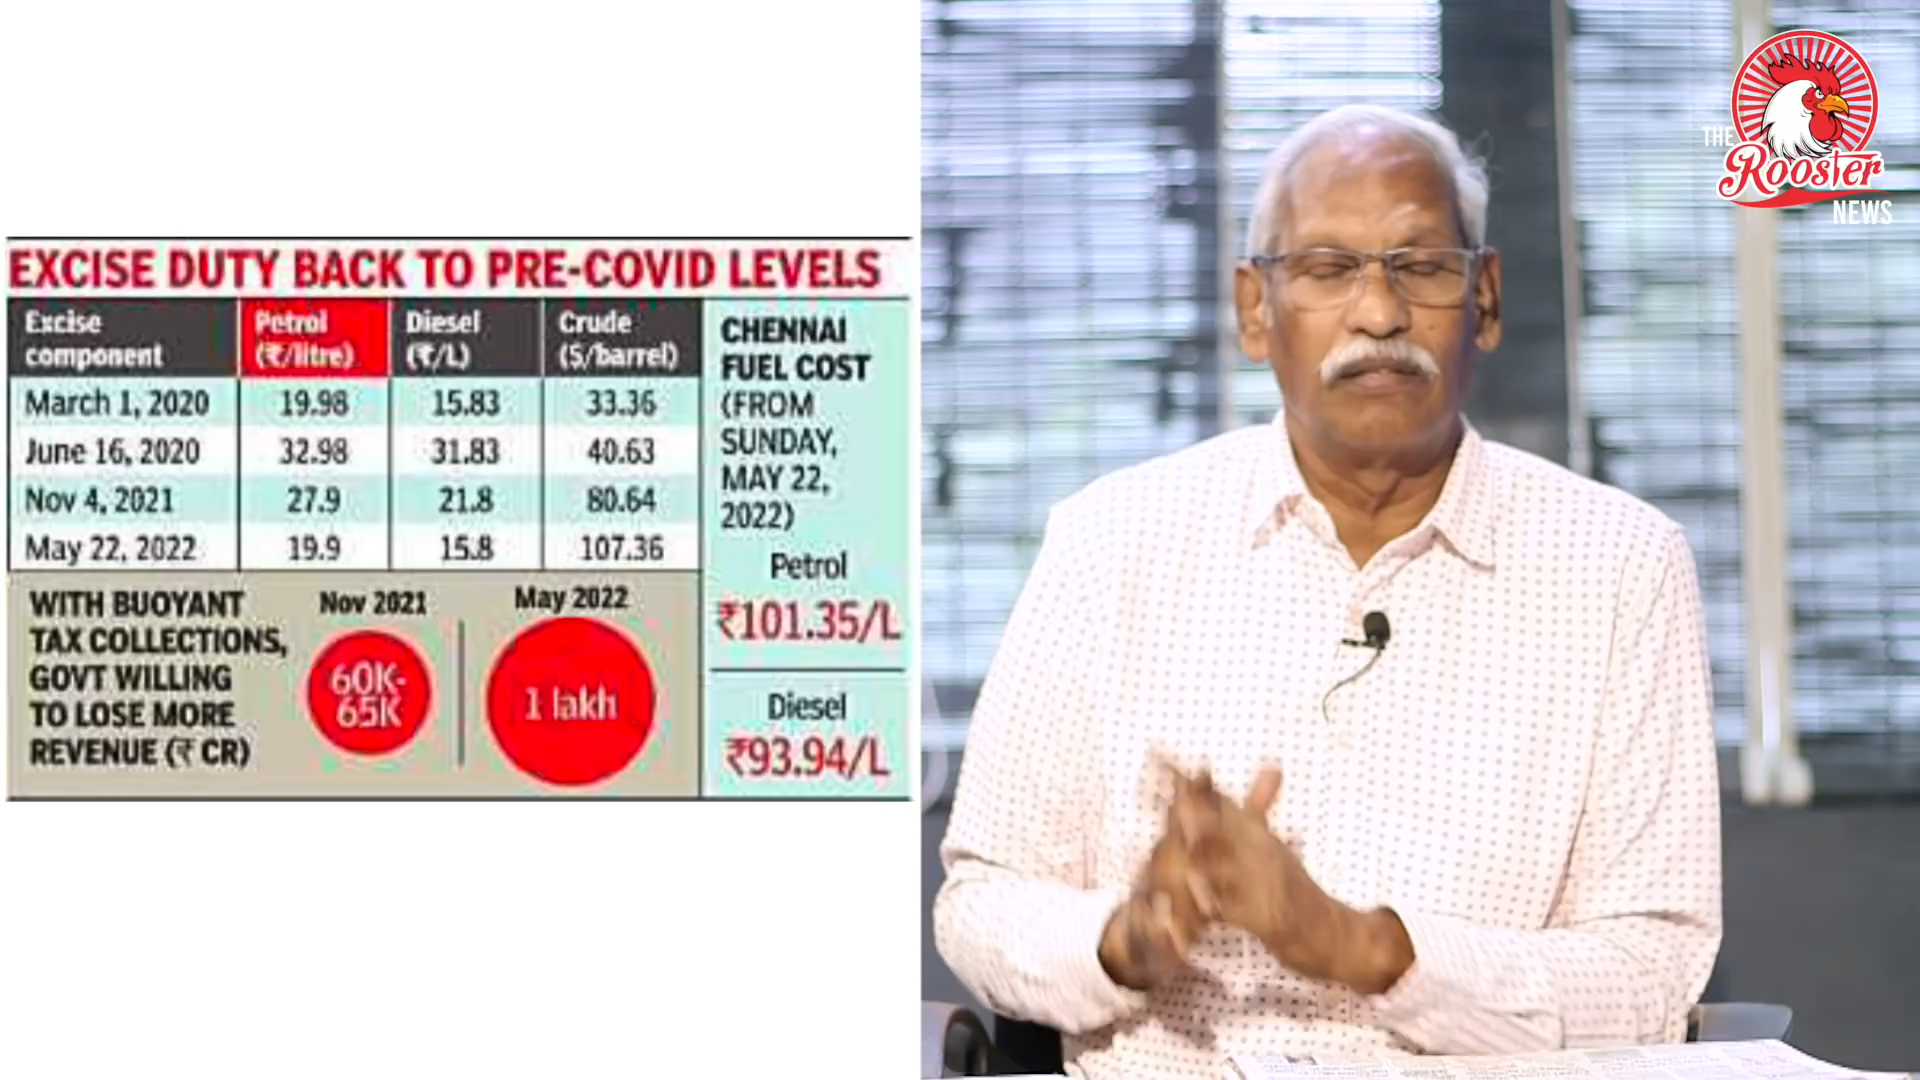 EXCISE DUTY BACK TO PRE-COVID LEVELS
Excise component
Petrol (₹/litre)
Diesel (₹/L)
Crude ($/barrel)
March 1, 2020 19.98 15.83 33.36
June 16, 2020 32.98 31.83 40.63
Nov 4, 2021 27.9 21.8 80.64
May 22, 2022 19.9 15.8 107.36
WITH BUOYANT
TAX COLLECTIONS,
GOVT WILLING
TO LOSE MORE
REVENUE (₹ CR)
Nov 2021
60K-
65K
May 2022
1 lakh
CHENNAI
FUEL COST
(FROM
SUNDAY,
MAY 22,
2022)
Petrol
₹101.35/L
Diesel
₹93.94/L
THE
Rooster
NEWS